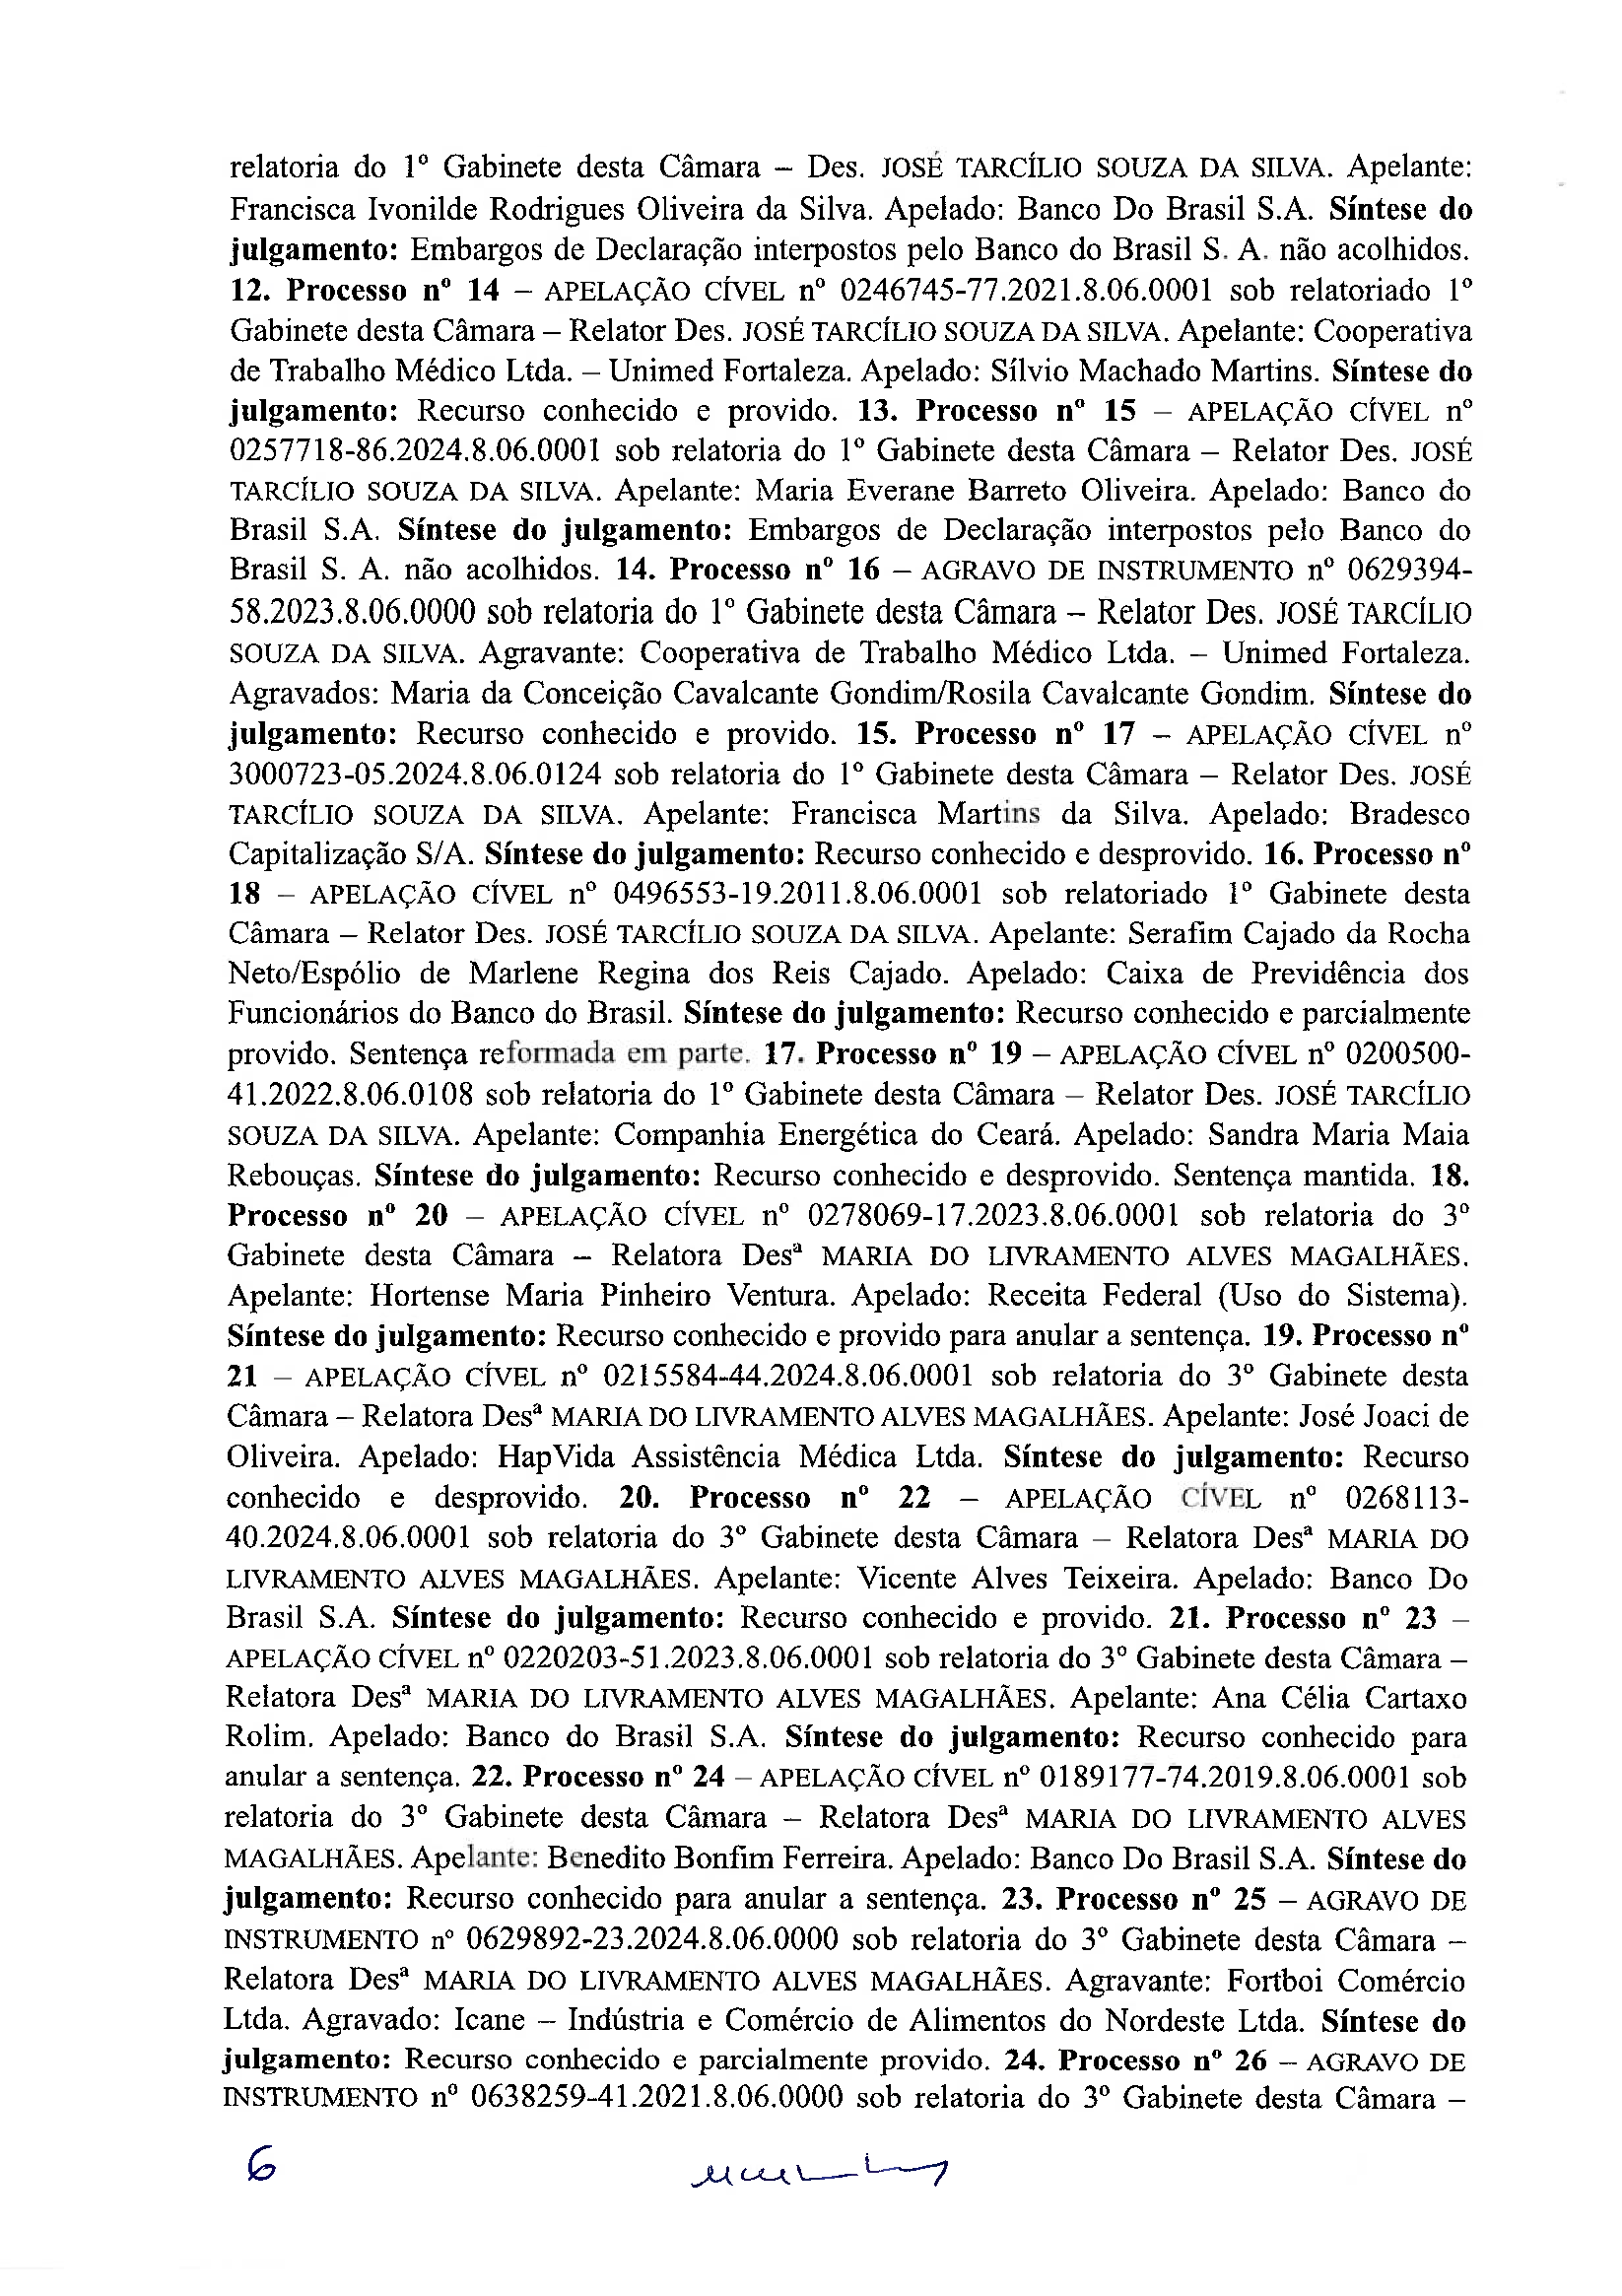 relatoria do 1º Gabinete desta Câmara – Des. JOSÉ TARCÍLIO SOUZA DA SILVA. Apelante:
Francisca Ivonilde Rodrigues Oliveira da Silva. Apelado: Banco Do Brasil S.A. Síntese do
julgamento: Embargos de Declaração interpostos pelo Banco do Brasil S. A. não acolhidos.
12. Processo nº 14 – APELAÇÃO CÍVEL nº 0246745-77.2021.8.06.0001 sob relatoriado 1º
Gabinete desta Câmara – Relator Des. JOSÉ TARCÍLIO SOUZA DA SILVA. Apelante: Cooperativa
de Trabalho Médico Ltda. – Unimed Fortaleza. Apelado: Sílvio Machado Martins. Síntese do
julgamento: Recurso conhecido e provido. 13. Processo nº 15 – APELAÇÃO CÍVEL nº
0257718-86.2024.8.06.0001 sob relatoria do 1º Gabinete desta Câmara – Relator Des. JOSÉ
TARCÍLIO SOUZA DA SILVA. Apelante: Maria Everane Barreto Oliveira. Apelado: Banco do
Brasil S.A. Síntese do julgamento: Embargos de Declaração interpostos pelo Banco do
Brasil S. A. não acolhidos. 14. Processo nº 16 – AGRAVO DE INSTRUMENTO nº 0629394-
58.2023.8.06.0000 sob relatoria do 1º Gabinete desta Câmara – Relator Des. JOSÉ TARCÍLIO
SOUZA DA SILVA. Agravante: Cooperativa de Trabalho Médico Ltda. – Unimed Fortaleza.
Agravados: Maria da Conceição Cavalcante Gondim/Rosila Cavalcante Gondim. Síntese do
julgamento: Recurso conhecido e provido. 15. Processo nº 17 – APELAÇÃO CÍVEL nº
3000723-05.2024.8.06.0124 sob relatoria do 1º Gabinete desta Câmara – Relator Des. JOSÉ
TARCÍLIO SOUZA DA SILVA. Apelante: Francisca Martins da Silva. Apelado: Bradesco
Capitalização S/A. Síntese do julgamento: Recurso conhecido e desprovido. 16. Processo nº
18 – APELAÇÃO CÍVEL nº 0496553-19.2011.8.06.0001 sob relatoriado 1º Gabinete desta
Câmara – Relator Des. JOSÉ TARCÍLIO SOUZA DA SILVA. Apelante: Serafim Cajado da Rocha
Neto/Espólio de Marlene Regina dos Reis Cajado. Apelado: Caixa de Previdência dos
Funcionários do Banco do Brasil. Síntese do julgamento: Recurso conhecido e parcialmente
provido. Sentença reformada em parte. 17. Processo nº 19 – APELAÇÃO CÍVEL nº 0200500-
41.2022.8.06.0108 sob relatoria do 1º Gabinete desta Câmara – Relator Des. JOSÉ TARCÍLIO
SOUZA DA SILVA. Apelante: Companhia Energética do Ceará. Apelado: Sandra Maria Maia
Rebouças. Síntese do julgamento: Recurso conhecido e desprovido. Sentença mantida. 18.
Processo nº 20 – APELAÇÃO CÍVEL nº 0278069-17.2023.8.06.0001 sob relatoria do 3º
Gabinete desta Câmara – Relatora Desª MARIA DO LIVRAMENTO ALVES MAGALHÃES.
Apelante: Hortense Maria Pinheiro Ventura. Apelado: Receita Federal (Uso do Sistema).
Síntese do julgamento: Recurso conhecido e provido para anular a sentença. 19. Processo nº
21 – APELAÇÃO CÍVEL nº 0215584-44.2024.8.06.0001 sob relatoria do 3º Gabinete desta
Câmara – Relatora Desª MARIA DO LIVRAMENTO ALVES MAGALHÃES. Apelante: José Joaci de
Oliveira. Apelado: HapVida Assistência Médica Ltda. Síntese do julgamento: Recurso
conhecido e desprovido. 20. Processo nº 22 – APELAÇÃO CÍVEL nº 0268113-
40.2024.8.06.0001 sob relatoria do 3º Gabinete desta Câmara – Relatora Desª MARIA DO
LIVRAMENTO ALVES MAGALHÃES. Apelante: Vicente Alves Teixeira. Apelado: Banco Do
Brasil S.A. Síntese do julgamento: Recurso conhecido e provido. 21. Processo nº 23 –
APELAÇÃO CÍVEL nº 0220203-51.2023.8.06.0001 sob relatoria do 3º Gabinete desta Câmara –
Relatora Desª MARIA DO LIVRAMENTO ALVES MAGALHÃES. Apelante: Ana Célia Cartaxo
Rolim. Apelado: Banco do Brasil S.A. Síntese do julgamento: Recurso conhecido para
anular a sentença. 22. Processo nº 24 – APELAÇÃO CÍVEL nº 0189177-74.2019.8.06.0001 sob
relatoria do 3º Gabinete desta Câmara – Relatora Desª MARIA DO LIVRAMENTO ALVES
MAGALHÃES. Apelante: Benedito Bonfim Ferreira. Apelado: Banco Do Brasil S.A. Síntese do
julgamento: Recurso conhecido para anular a sentença. 23. Processo nº 25 – AGRAVO DE
INSTRUMENTO nº 0629892-23.2024.8.06.0000 sob relatoria do 3º Gabinete desta Câmara –
Relatora Desª MARIA DO LIVRAMENTO ALVES MAGALHÃES. Agravante: Fortboi Comércio
Ltda. Agravado: Icane – Indústria e Comércio de Alimentos do Nordeste Ltda. Síntese do
julgamento: Recurso conhecido e parcialmente provido. 24. Processo nº 26 – AGRAVO DE
INSTRUMENTO nº 0638259-41.2021.8.06.0000 sob relatoria do 3º Gabinete desta Câmara –
6